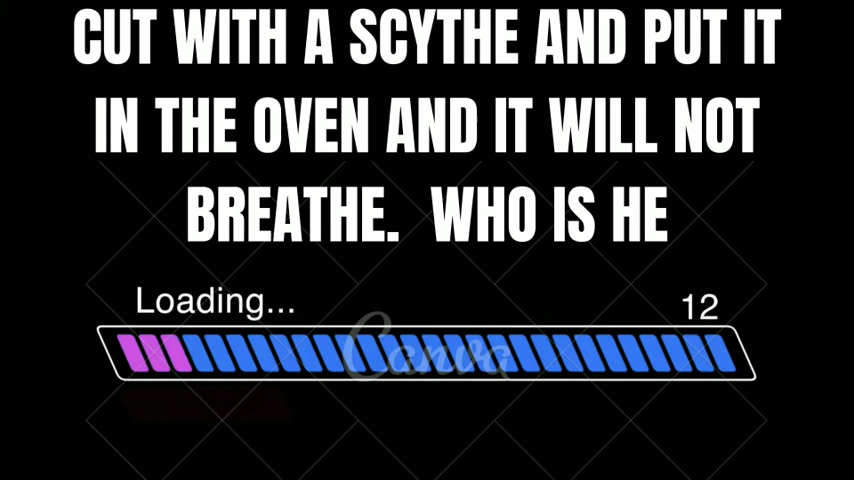 CUT WITH A SCYTHE AND PUT IT
IN THE OVEN AND IT WILL NOT
BREATHE. WHO IS HE
Loading...
12
Canva